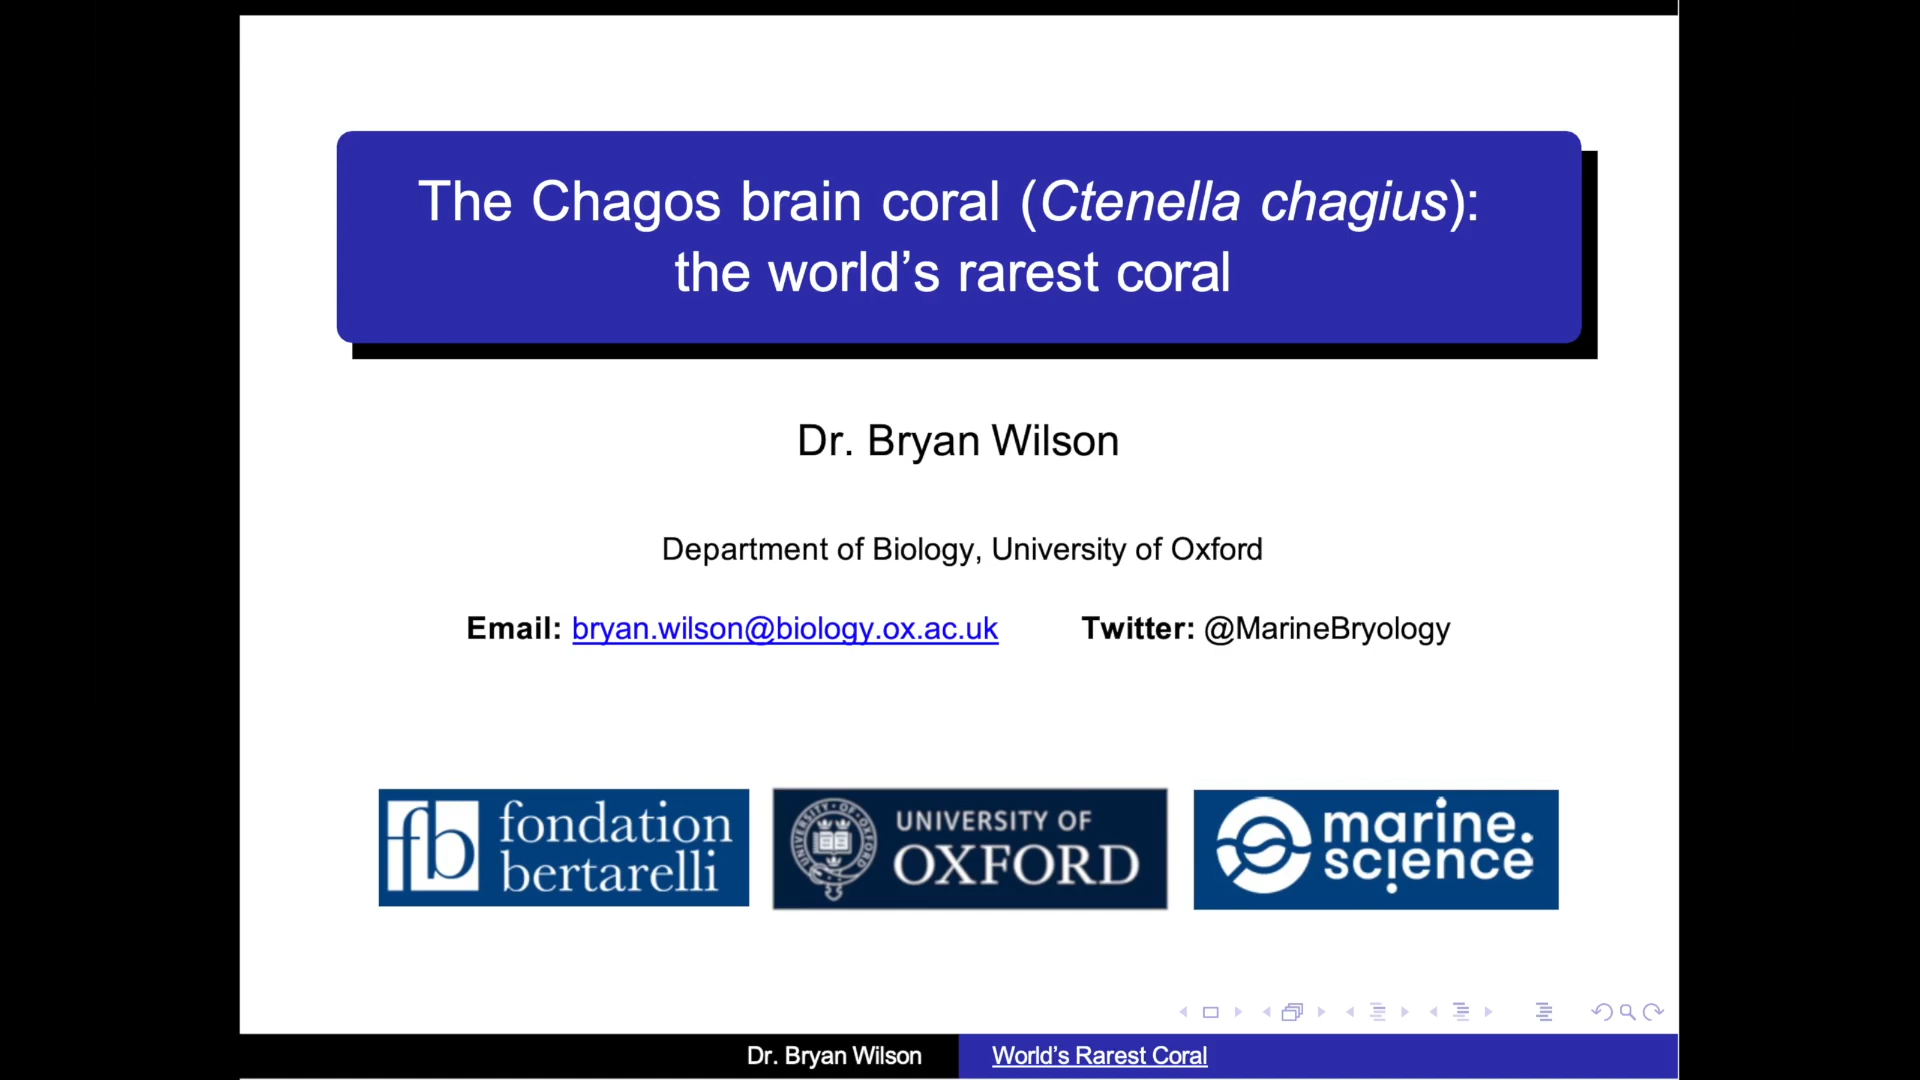 The Chagos brain coral (Ctenella chagius):
the world’s rarest coral
Dr. Bryan Wilson
Department of Biology, University of Oxford
Email: bryan.wilson@biology.ox.ac.uk Twitter: @MarineBryology
fb fondation
bertarelli
UNIVERSITY OF
OXFORD
marine.
science
Dr. Bryan Wilson World’s Rarest Coral